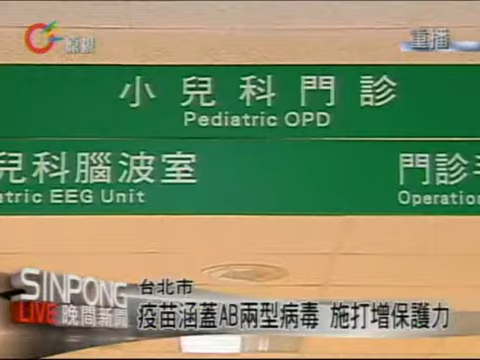 重播
小兒科門診
Pediatric OPD
兒科腦波室
atric EEG Unit
門診
Operation
SINPONG
LIVE 晚間新聞
台北市
疫苗涵蓋AB兩型病毒 施打增保護力